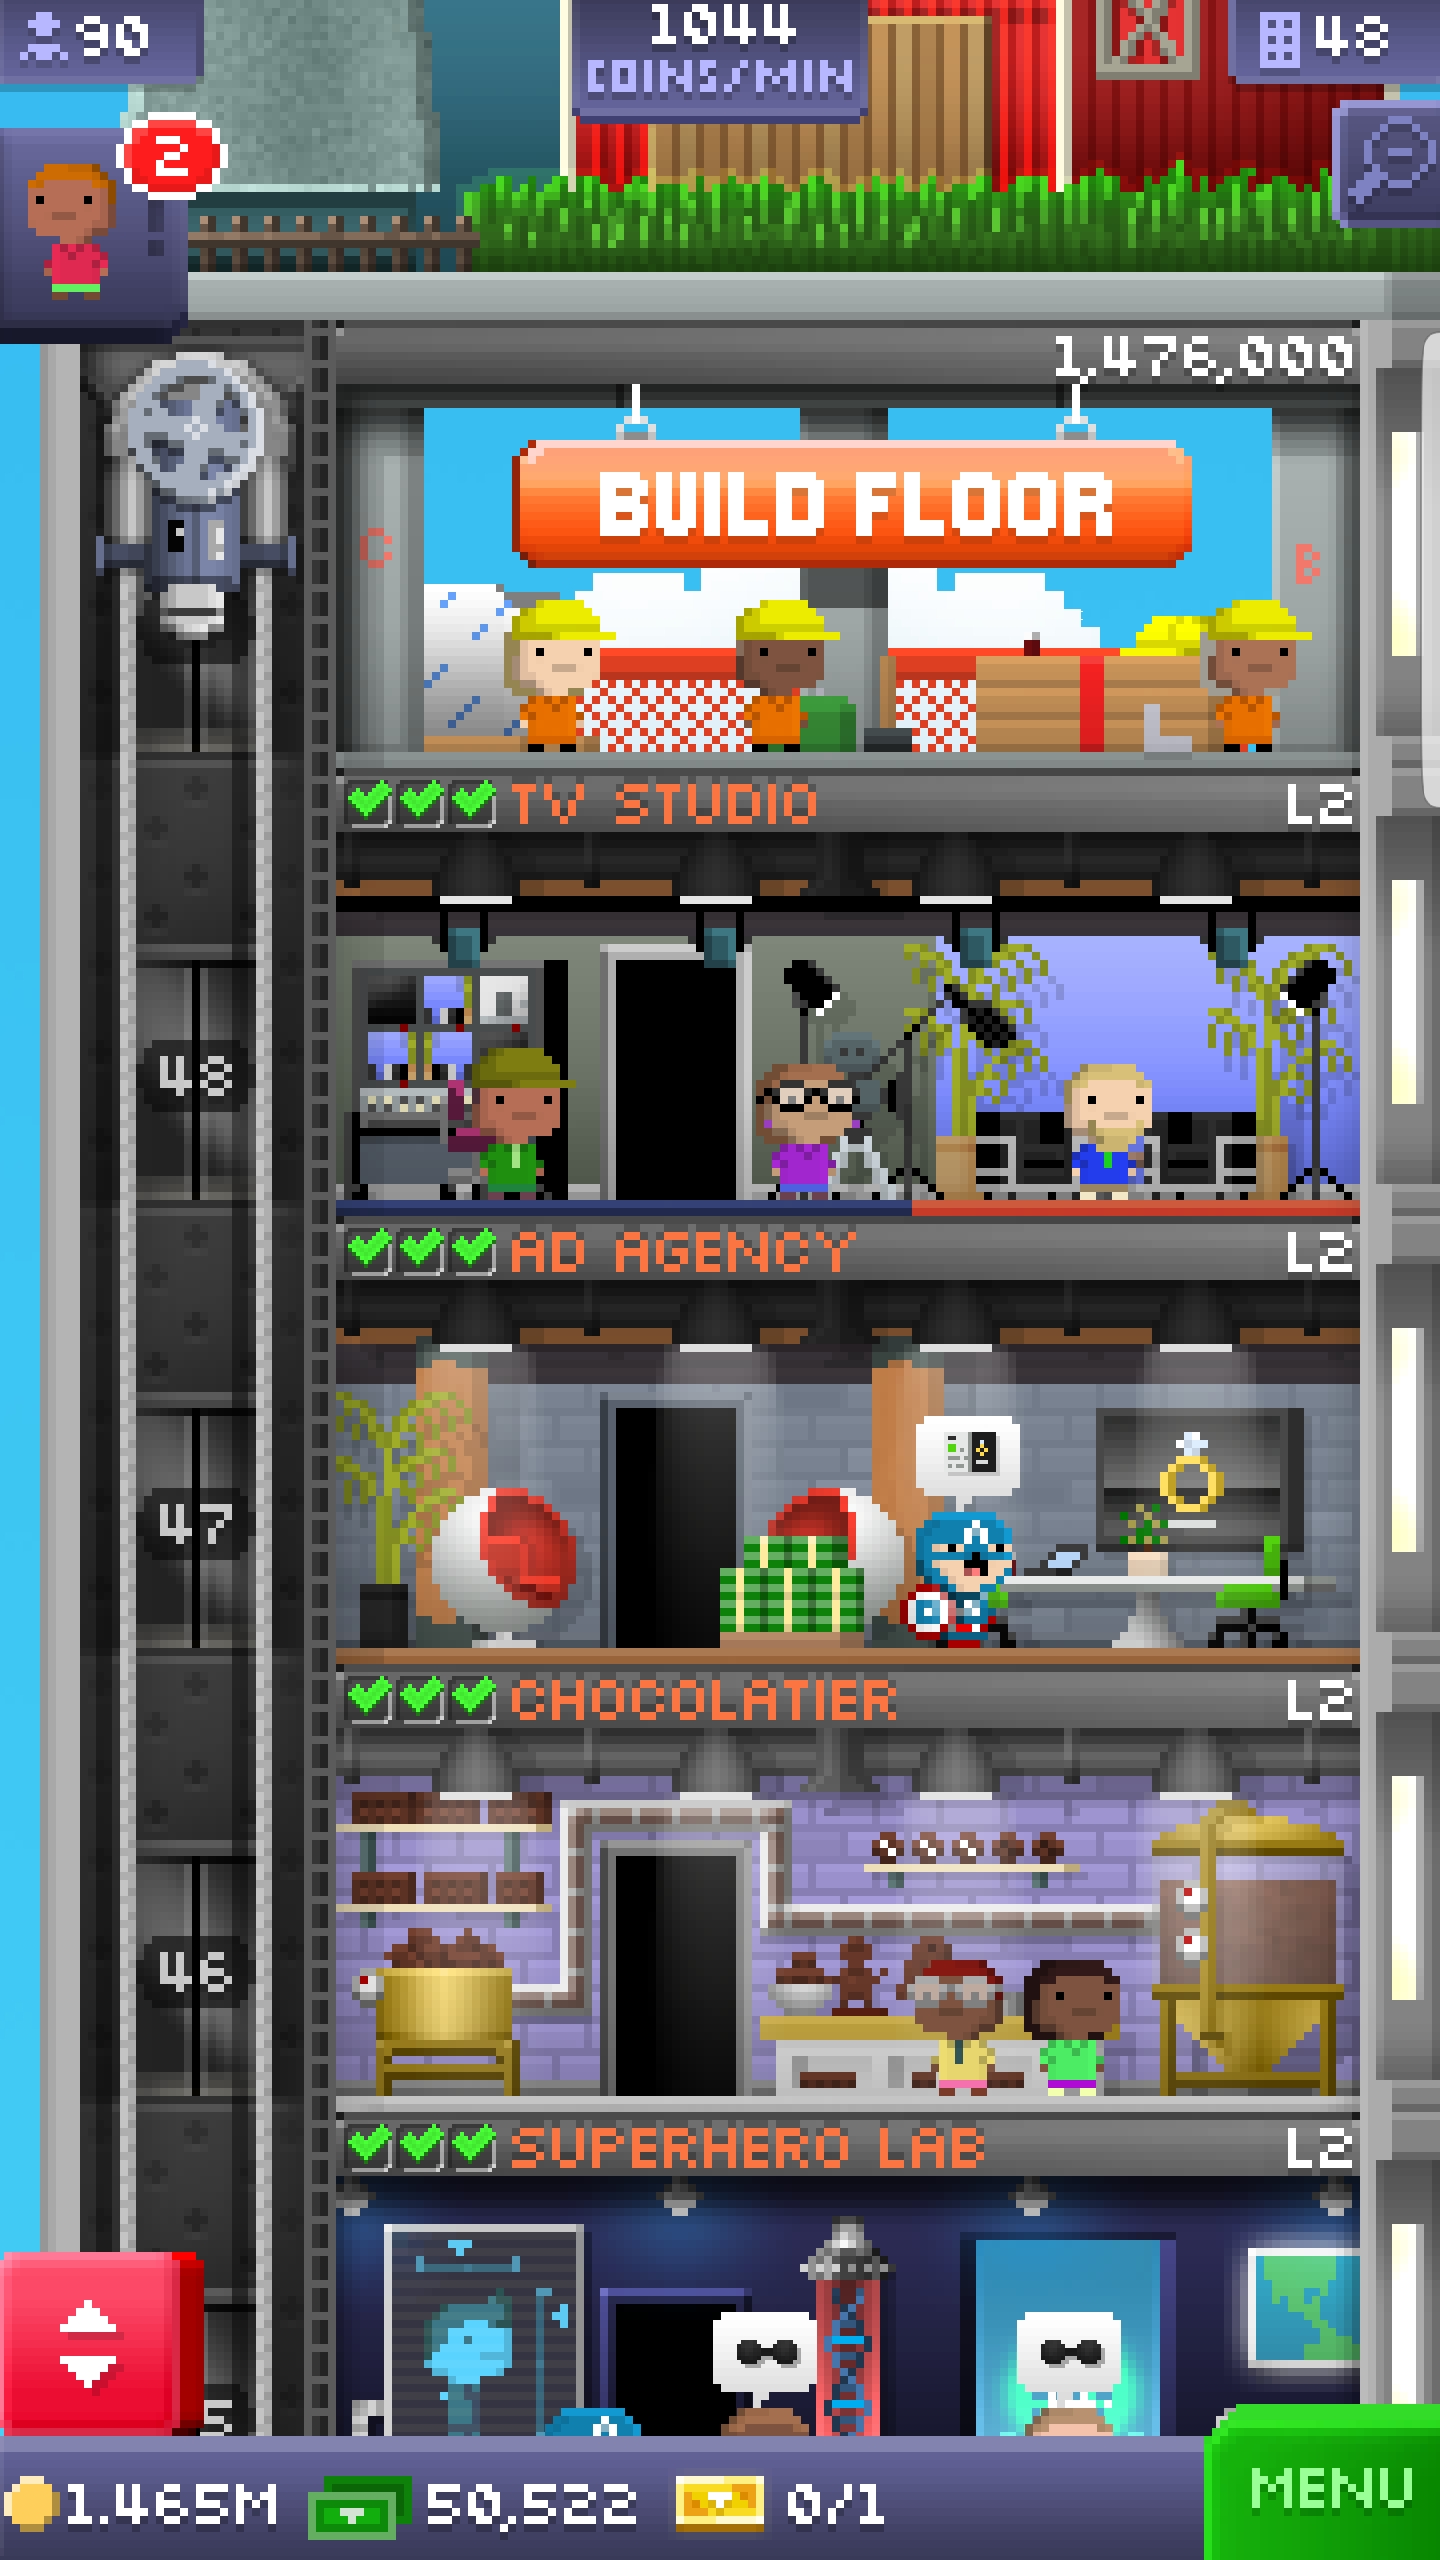 90
1044
COINS/MIN
48
2
1,476,000
BUILD FLOOR
C
B
TV STUDIO
L2
48
AD AGENCY
L2
47
CHOCOLATIER
L2
46
SUPERHERO LAB
L2
5
1.465M
50,522
0/1
MENU